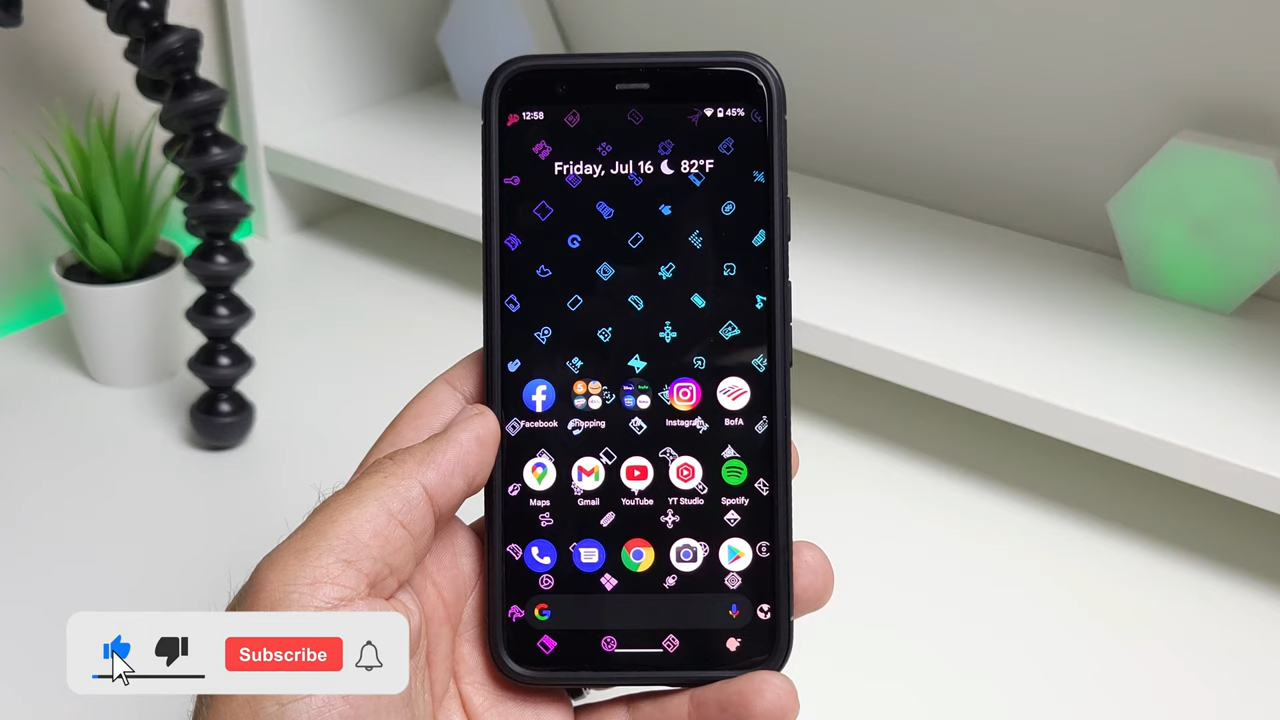 12:58
45%
Friday, Jul 16 82°F
Facebook Shopping Instagram BofA
Maps Gmail YouTube YT Studio Spotify
Subscribe